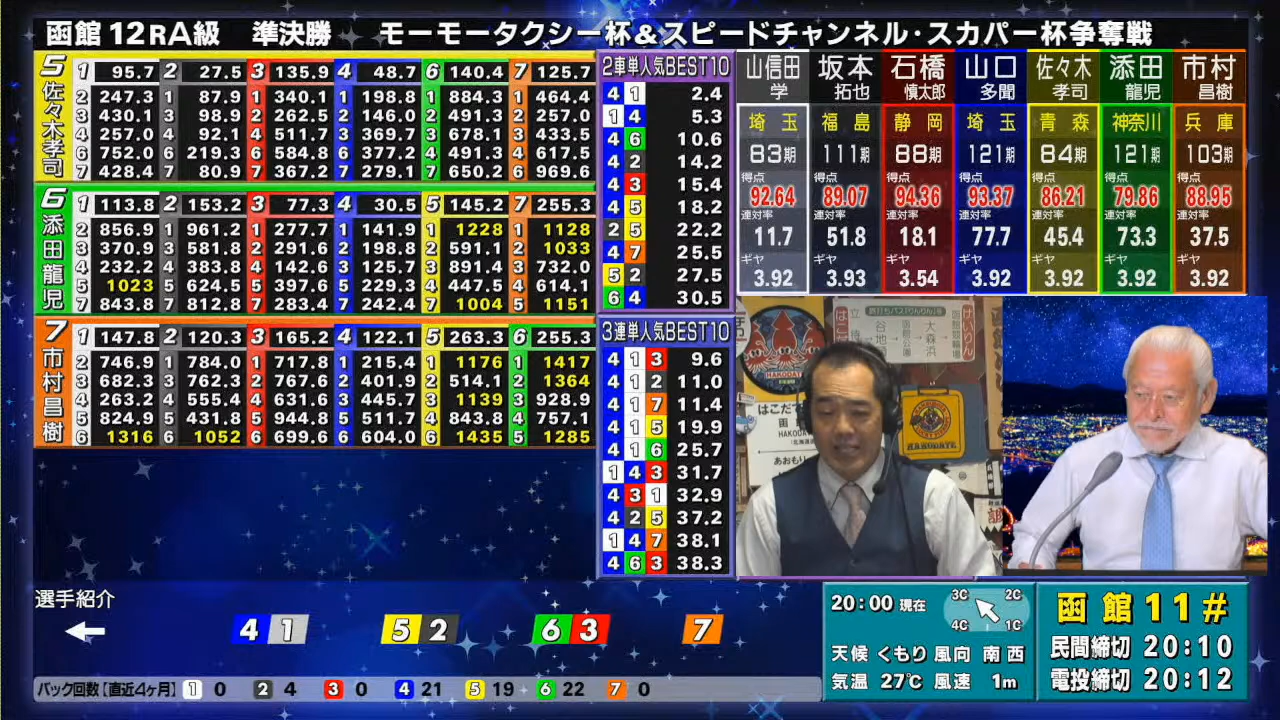 函館12RA級 準決勝 モーモータクシー杯&スピードチャンネル・スカパー杯争奪戦
5 佐々木孝司
1 95.7 2 27.5 3 135.9 4 48.7 6 140.4 7 125.7
2 247.3 1 87.9 1 340.1 1 198.8 1 884.3 1 464.4
3 430.1 3 98.9 2 262.5 2 146.0 2 491.3 2 257.0
4 257.0 4 92.1 4 511.7 3 369.7 3 678.1 3 433.5
6 752.0 6 219.3 6 584.8 6 377.2 4 491.3 4 617.5
7 428.4 7 80.9 7 367.2 7 279.1 7 650.2 6 969.6
6 添田龍児
1 113.8 2 153.2 3 77.3 4 30.5 5 145.2 7 255.3
2 856.9 1 961.2 1 277.7 1 141.9 1 1228 1 1128
3 370.9 3 581.8 2 291.6 2 198.8 2 591.1 2 1033
4 232.2 4 383.8 4 142.6 3 125.7 3 891.4 3 732.0
5 1023 5 624.5 5 397.6 5 229.3 4 447.5 4 614.1
7 843.8 7 812.8 7 283.4 7 242.4 7 1004 5 1151
7 市村昌樹
1 147.8 2 120.3 3 165.2 4 122.1 5 263.3 6 255.3
2 746.9 1 784.0 1 717.8 1 215.4 1 1176 1 1417
3 682.3 3 762.3 2 767.6 2 401.9 2 514.1 2 1364
4 263.2 4 555.4 4 631.6 3 445.7 3 1139 3 928.9
5 824.9 5 431.8 5 944.8 5 511.7 4 843.8 4 757.1
6 1316 6 1052 6 699.6 6 604.0 6 1435 5 1285
2車単人気BEST10
4 1 2.4
1 4 5.3
4 6 10.6
4 2 14.2
4 3 15.4
4 5 18.2
2 5 22.2
4 7 25.5
5 2 27.5
6 4 30.5
3連単人気BEST10
4 1 3 9.6
4 1 2 11.0
4 1 7 11.4
4 1 5 19.9
4 1 6 25.7
1 4 3 31.7
4 3 1 32.9
4 2 5 37.2
1 4 7 38.1
4 6 3 38.3
山信田 坂本 石橋 山口 佐々木 添田 市村
学 拓也 慎太郎 多聞 孝司 龍児 昌樹
埼玉 福島 静岡 埼玉 青森 神奈川 兵庫
83期 111期 88期 121期 84期 121期 103期
得点 得点 得点 得点 得点 得点 得点
92.64 89.07 94.36 93.37 86.21 79.86 88.95
連対率 連対率 連対率 連対率 連対率 連対率 連対率
11.7 51.8 18.1 77.7 45.4 73.3 37.5
ギヤ ギヤ ギヤ ギヤ ギヤ ギヤ ギヤ
3.92 3.93 3.54 3.92 3.92 3.92 3.92
HAKODATE
はこだて
HAKODATE
選手紹介
4 1 5 2 6 3 7
バック回数【直近4ヶ月】 1 0 2 4 3 0 4 21 5 19 6 22 7 0
20:00現在
3C 2C
4C 1C
天候 くもり 風向 南西
気温 27℃ 風速 1m
函館11#
民間締切 20:10
電投締切 20:12